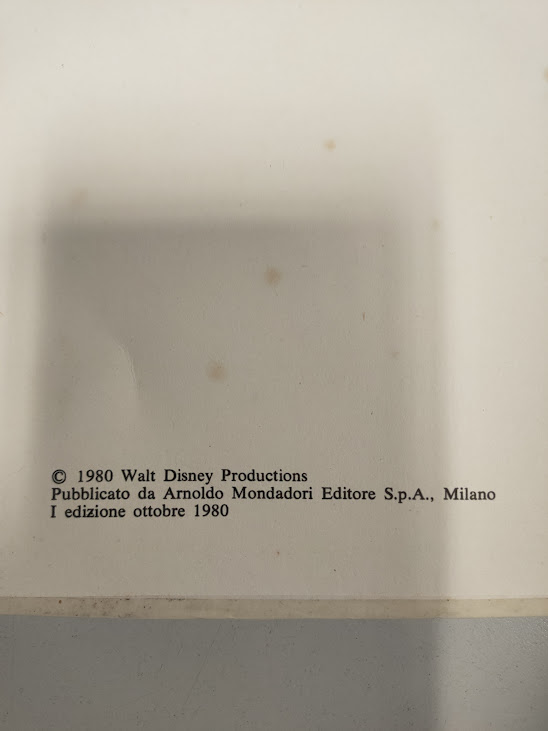 © 1980 Walt Disney Productions
Pubblicato da Arnoldo Mondadori Editore S.p.A., Milano
I edizione ottobre 1980